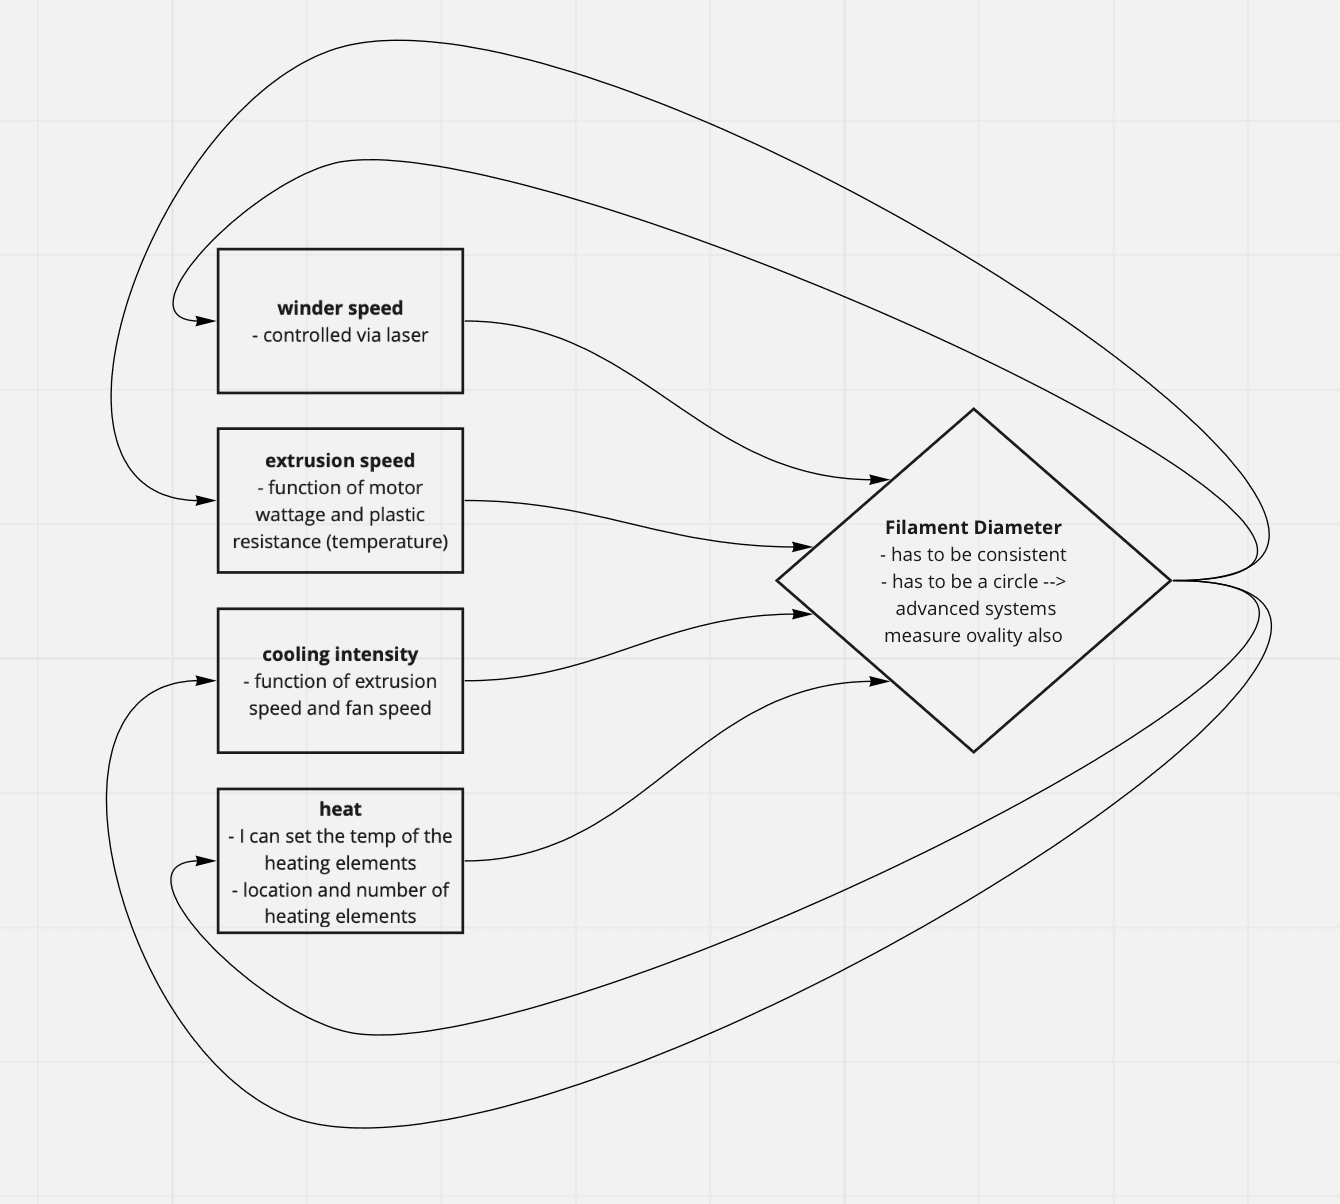 winder speed
- controlled via laser
extrusion speed
- function of motor
wattage and plastic
resistance (temperature)
cooling intensity
- function of extrusion
speed and fan speed
heat
- I can set the temp of the
heating elements
- location and number of
heating elements
Filament Diameter
- has to be consistent
- has to be a circle -->
advanced systems
measure ovality also